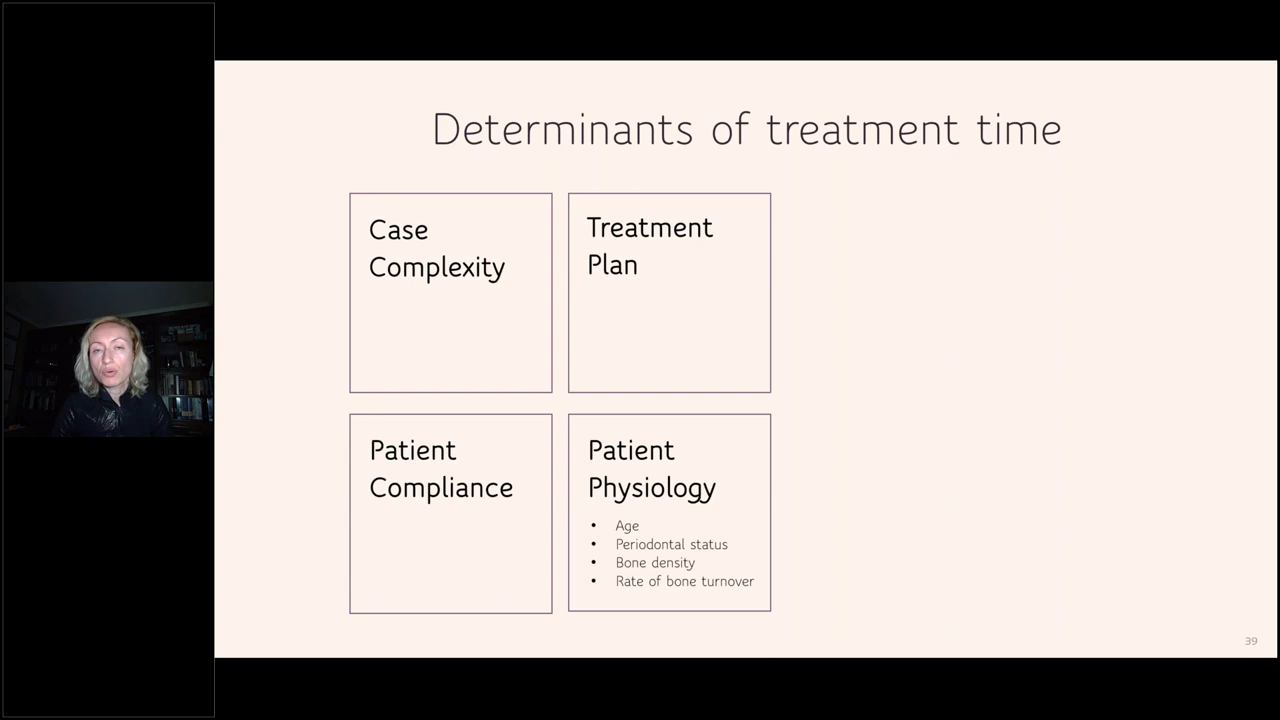 Determinants of treatment time
Case
Complexity
Treatment
Plan
Patient
Compliance
Patient
Physiology
• Age
• Periodontal status
• Bone density
• Rate of bone turnover
39